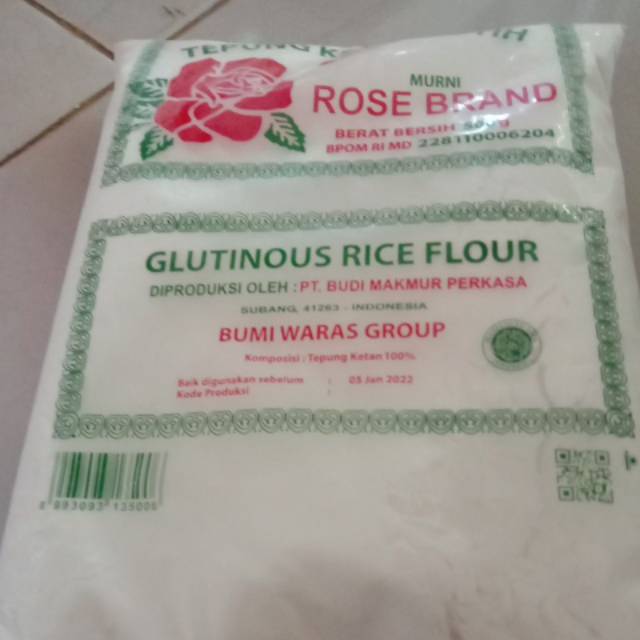 TEPUNG
MURNI
ROSE BRAND
BERAT BERSIH
BPOM RI MD 228110006204
GLUTINOUS RICE FLOUR
DIPRODUKSI OLEH : PT. BUDI MAKMUR PERKASA
SUBANG, 41263 - INDONESIA
BUMI WARAS GROUP
Komposisi : Tepung Ketan 100%
Baik digunakan sebelum : 05 Jan 2022
Kode Produksi :